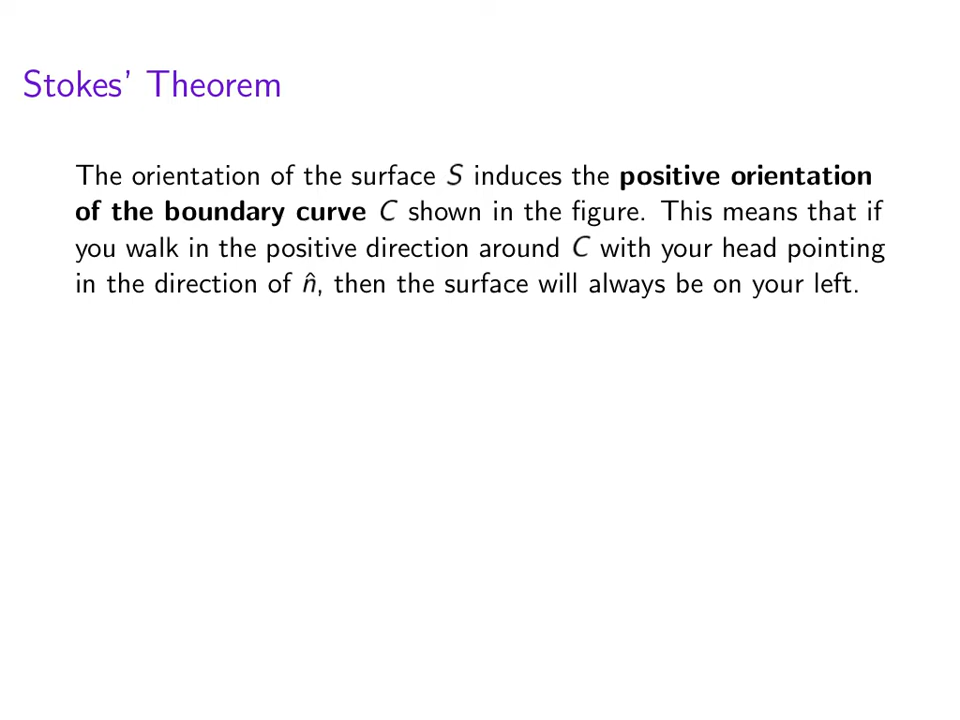 Stokes’ Theorem
The orientation of the surface S induces the positive orientation
of the boundary curve C shown in the figure. This means that if
you walk in the positive direction around C with your head pointing
in the direction of n̂, then the surface will always be on your left.